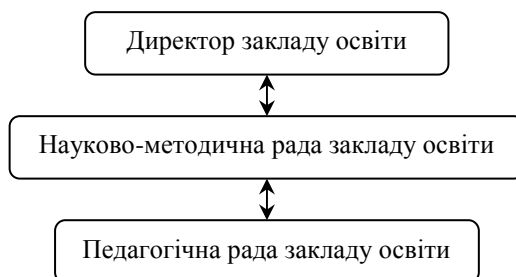 Директор закладу освіти
Науково-методична рада закладу освіти
Педагогічна рада закладу освіти